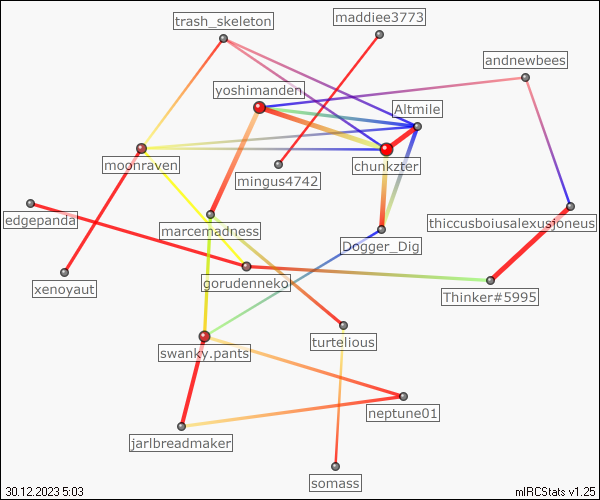 maddiee3773
trash_skeleton
andnewbees
yoshimanden
Altmile
chunkzter
moonraven
mingus4742
edgepanda
marcemadness
thiccusboiusalexusjoneus
Dogger_Dig
xenoyaut
gorudenneko
Thinker#5995
turtelious
swanky.pants
neptune01
jarlbreadmaker
somass
30.12.2023 5:03
mIRCStats v1.25